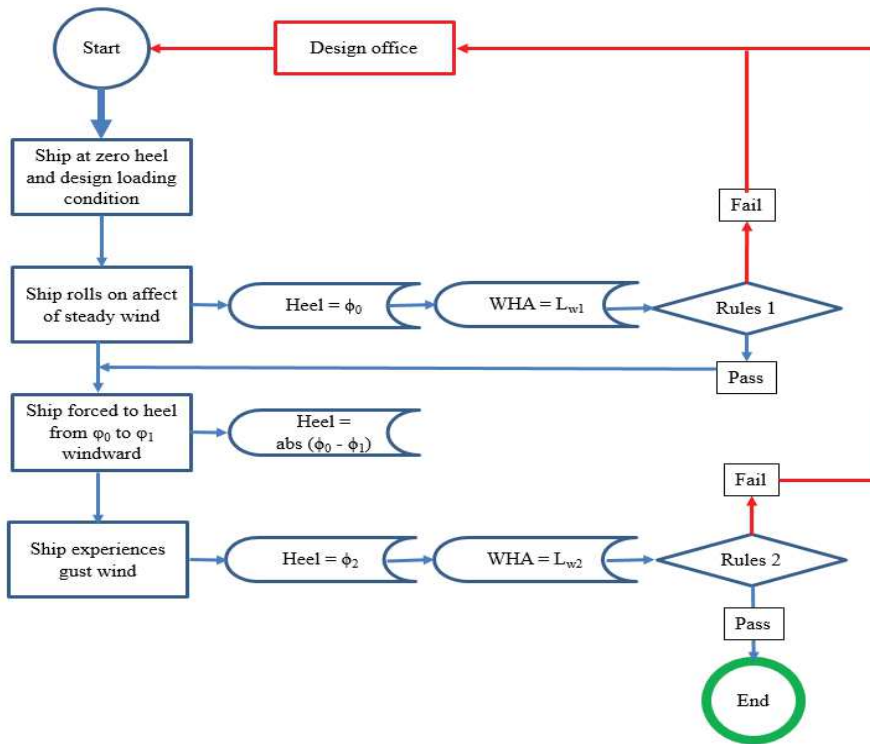 Start
Design office
Ship at zero heel
and design loading
condition
Fail
Ship rolls on affect
of steady wind
Heel = ϕ₀
WHA = Lw1
Rules 1
Pass
Ship forced to heel
from φ₀ to φ₁
windward
Heel =
abs (ϕ₀ - ϕ₁)
Fail
Ship experiences
gust wind
Heel = ϕ₂
WHA = Lw2
Rules 2
Pass
End